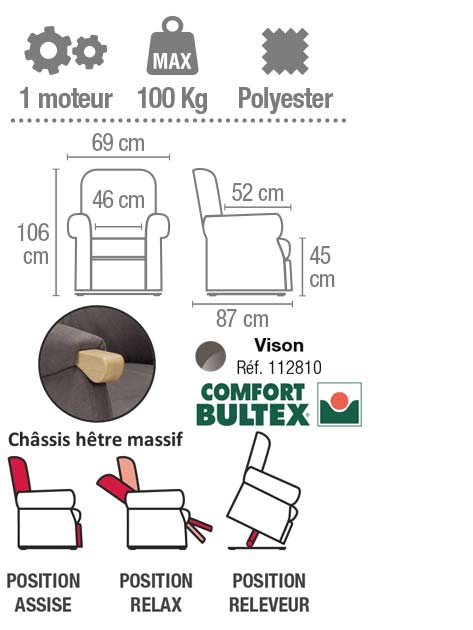 MAX
1 moteur 100 Kg Polyester
69 cm
46 cm
106 cm
52 cm
45 cm
87 cm
Vison
Réf. 112810
COMFORT
BULTEX®
Châssis hêtre massif
POSITION ASSISE
POSITION RELAX
POSITION RELEVEUR